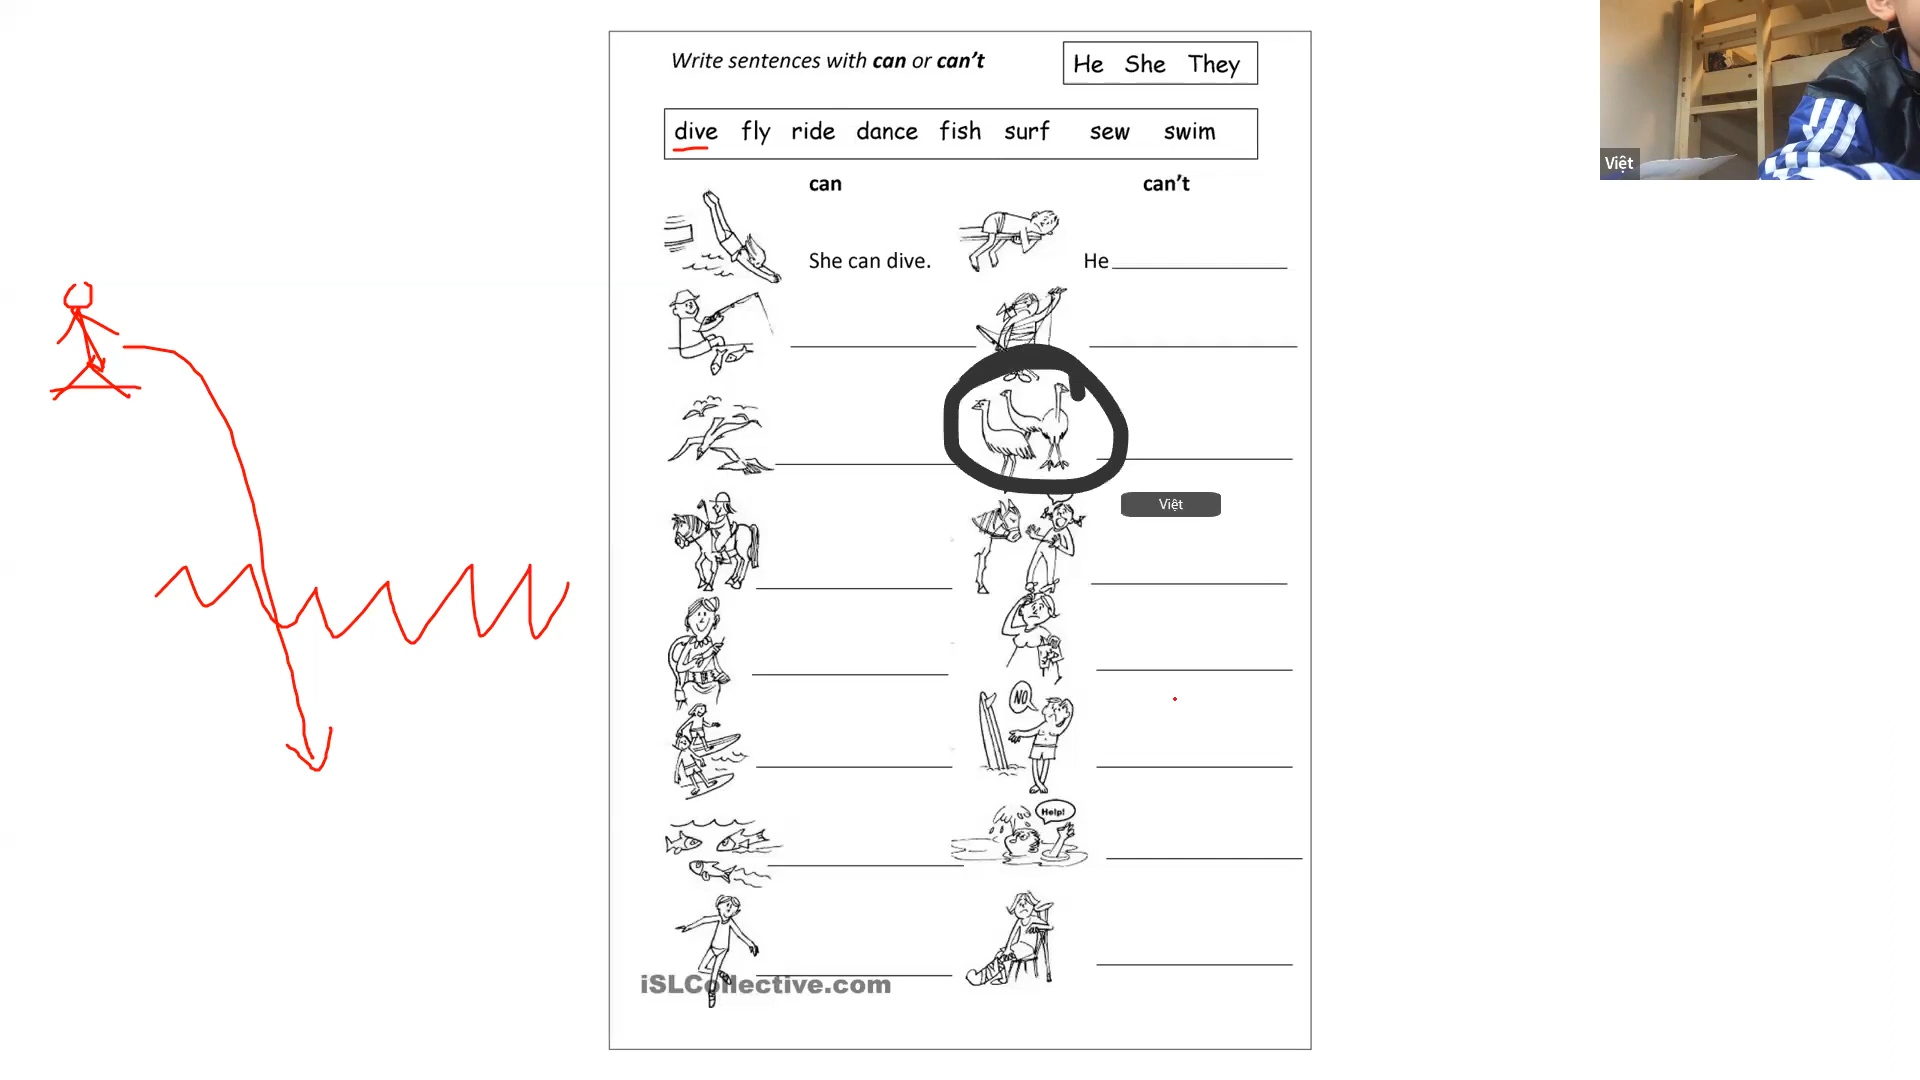 Write sentences with can or can't
He She They
dive fly ride dance fish surf sew swim
can can't
She can dive. He
NO
Help!
iSLCollective.com
Việt
Việt